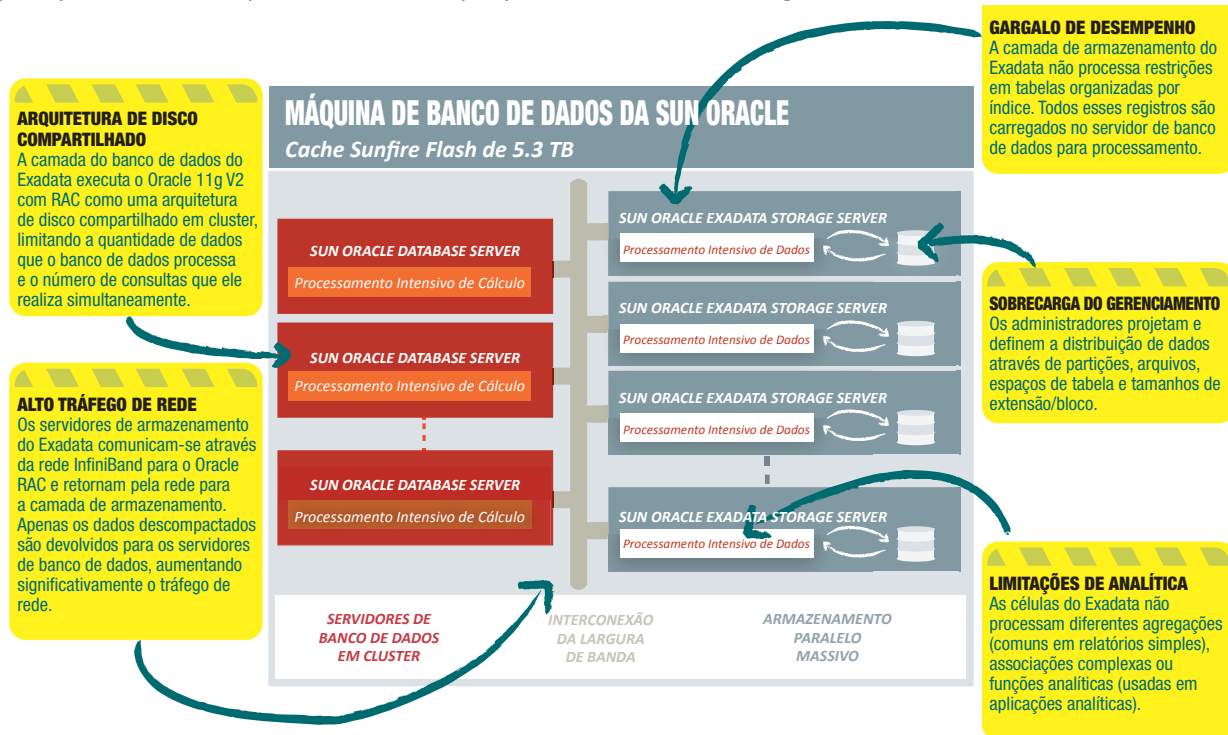 ARQUITETURA DE DISCO
COMPARTILHADO
A camada do banco de dados do
Exadata executa o Oracle 11g V2
com RAC como uma arquitetura
de disco compartilhado em cluster,
limitando a quantidade de dados
que o banco de dados processa
e o número de consultas que ele
realiza simultaneamente.
ALTO TRÁFEGO DE REDE
Os servidores de armazenamento
do Exadata comunicam-se através
da rede InfiniBand para o Oracle
RAC e retornam pela rede para
a camada de armazenamento.
Apenas os dados descompactados
são devolvidos para os servidores
de banco de dados, aumentando
significativamente o tráfego de
rede.
MÁQUINA DE BANCO DE DADOS DA SUN ORACLE
Cache Sunfire Flash de 5.3 TB
SUN ORACLE DATABASE SERVER
Processamento Intensivo de Cálculo
SUN ORACLE DATABASE SERVER
Processamento Intensivo de Cálculo
SUN ORACLE DATABASE SERVER
Processamento Intensivo de Cálculo
SUN ORACLE EXADATA STORAGE SERVER
Processamento Intensivo de Dados
SUN ORACLE EXADATA STORAGE SERVER
Processamento Intensivo de Dados
SUN ORACLE EXADATA STORAGE SERVER
Processamento Intensivo de Dados
SUN ORACLE EXADATA STORAGE SERVER
Processamento Intensivo de Dados
SERVIDORES DE
BANCO DE DADOS
EM CLUSTER
INTERCONEXÃO
DA LARGURA
DE BANDA
ARMAZENAMENTO
PARALELO
MASSIVO
GARGALO DE DESEMPENHO
A camada de armazenamento do
Exadata não processa restrições
em tabelas organizadas por
índice. Todos esses registros são
carregados no servidor de banco
de dados para processamento.
SOBRECARGA DO GERENCIAMENTO
Os administradores projetam e
definem a distribuição de dados
através de partições, arquivos,
espaços de tabela e tamanhos de
extensão/bloco.
LIMITAÇÕES DE ANALÍTICA
As células do Exadata não
processam diferentes agregações
(comuns em relatórios simples),
associações complexas ou
funções analíticas (usadas em
aplicações analíticas).